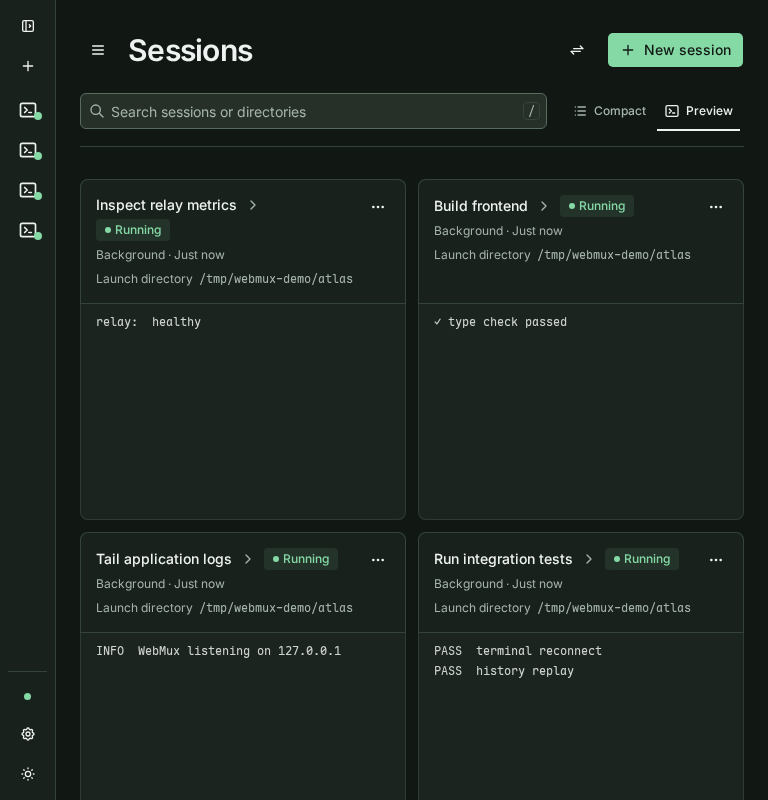 Sessions
New session
Search sessions or directories /
Compact Preview
Inspect relay metrics
Running
Background · Just now
Launch directory /tmp/webmux-demo/atlas
relay: healthy
Build frontend Running
Background · Just now
Launch directory /tmp/webmux-demo/atlas
✓ type check passed
Tail application logs Running
Background · Just now
Launch directory /tmp/webmux-demo/atlas
INFO WebMux listening on 127.0.0.1
Run integration tests Running
Background · Just now
Launch directory /tmp/webmux-demo/atlas
PASS terminal reconnect
PASS history replay